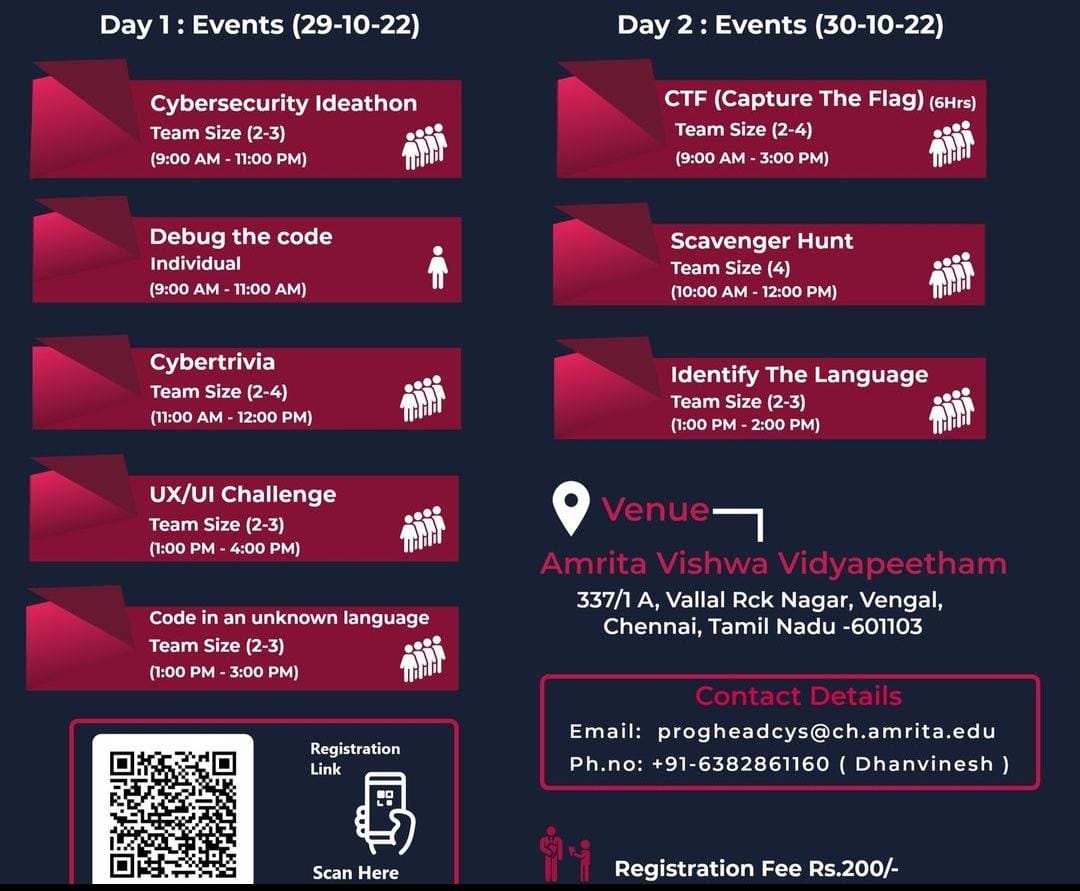 Day 1 : Events (29-10-22)
Cybersecurity Ideathon
Team Size (2-3)
(9:00 AM - 11:00 PM)
Debug the code
Individual
(9:00 AM - 11:00 AM)
Cybertrivia
Team Size (2-4)
(11:00 AM - 12:00 PM)
UX/UI Challenge
Team Size (2-3)
(1:00 PM - 4:00 PM)
Code in an unknown language
Team Size (2-3)
(1:00 PM - 3:00 PM)
Registration
Link
Scan Here
Day 2 : Events (30-10-22)
CTF (Capture The Flag) (6Hrs)
Team Size (2-4)
(9:00 AM - 3:00 PM)
Scavenger Hunt
Team Size (4)
(10:00 AM - 12:00 PM)
Identify The Language
Team Size (2-3)
(1:00 PM - 2:00 PM)
Venue
Amrita Vishwa Vidyapeetham
337/1 A, Vallal Rck Nagar, Vengal,
Chennai, Tamil Nadu -601103
Contact Details
Email: progheadcys@ch.amrita.edu
Ph.no: +91-6382861160 ( Dhanvinesh )
Registration Fee Rs.200/-